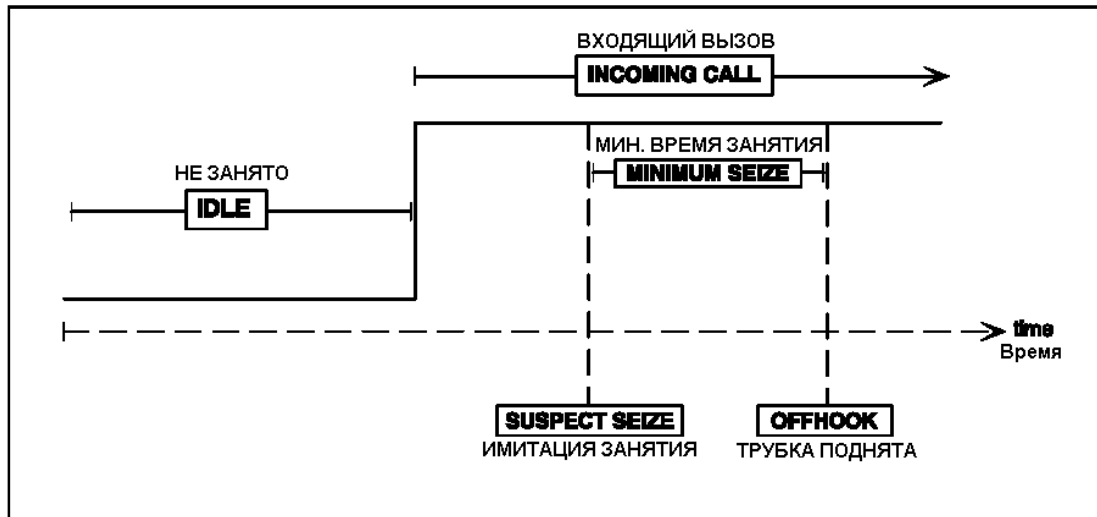 ВХОДЯЩИЙ ВЫЗОВ
INCOMING CALL
МИН. ВРЕМЯ ЗАНЯТИЯ
MINIMUM SEIZE
НЕ ЗАНЯТО
IDLE
time
Время
SUSPECT SEIZE
OFFHOOK
ИМИТАЦИЯ ЗАНЯТИЯ
ТРУБКА ПОДНЯТА